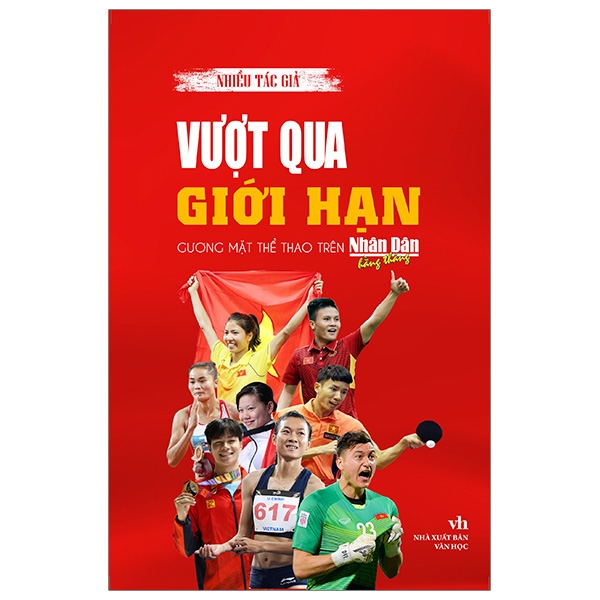 NHIỀU TÁC GIẢ
VƯỢT QUA
GIỚI HẠN
GƯƠNG MẶT THỂ THAO TRÊN Nhân Dân
hằng tháng
617
VIETNAM
23
vh
NHÀ XUẤT BẢN
VĂN HỌC